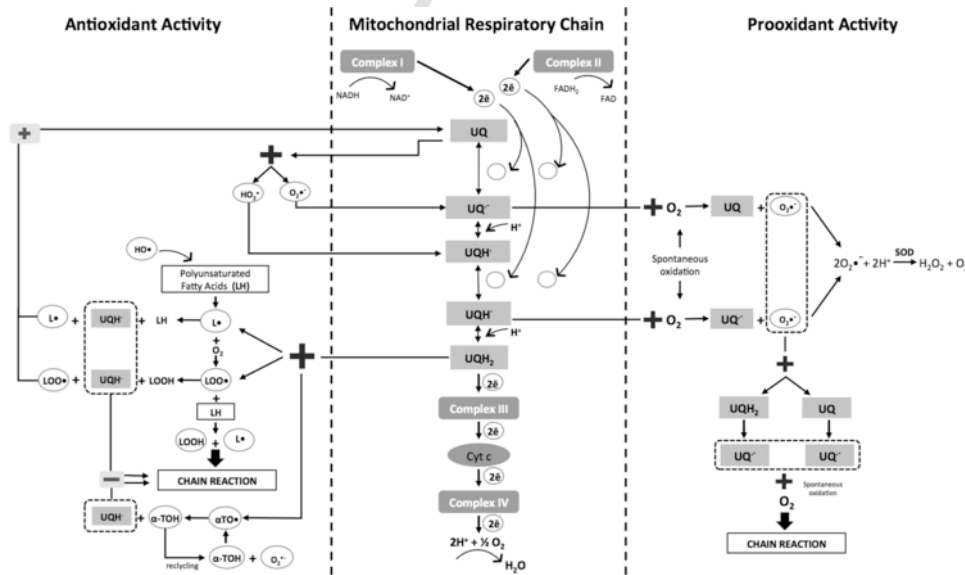 Antioxidant Activity
Mitochondrial Respiratory Chain
Prooxidant Activity
Complex I
Complex II
NADH
NAD⁺
2ē
2ē
FADH₂
FAD
+
UQ
+
HO₂•
O₂•⁻
UQ•⁻
H⁺
UQH•
UQH⁻
H⁺
UQH₂
2ē
Complex III
2ē
Cyt c
2ē
Complex IV
2ē
2H⁺ + ½ O₂
H₂O
HO•
Polyunsaturated
Fatty Acids (LH)
L• + UQH• + LH
L•
+
O₂
+
LOO• + UQH• + LOOH
LOO•
+
LH
LOOH + L•
CHAIN REACTION
−
UQH• + α-TOH
αTO•
reclycling
α-TOH + O₂•⁻
+ O₂
UQ + O₂•⁻
Spontaneous
oxidation
2O₂•⁻ + 2H⁺
SOD
H₂O₂ + O
+ O₂
UQ•⁻ + O₂•⁻
+
UQH₂
UQ
UQ•⁻
UQ•⁻
+
Spontaneous
oxidation
O₂
CHAIN REACTION